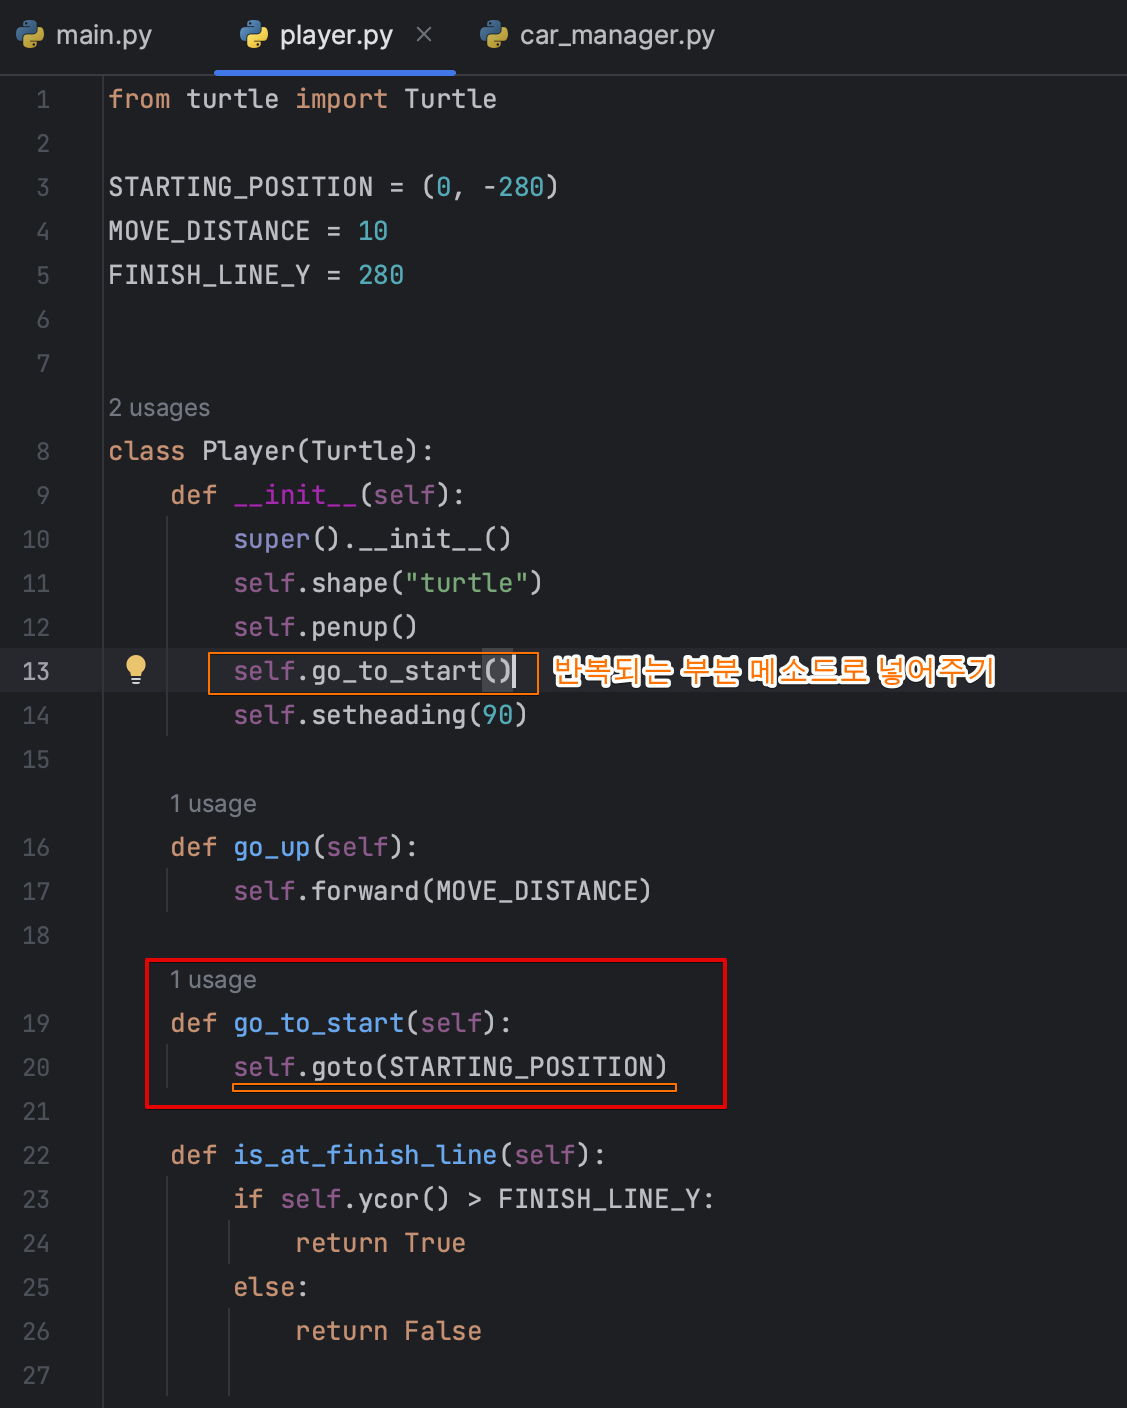 main.py player.py car_manager.py
1 from turtle import Turtle
2
3 STARTING_POSITION = (0, -280)
4 MOVE_DISTANCE = 10
5 FINISH_LINE_Y = 280
6
7
2 usages
8 class Player(Turtle):
9 def __init__(self):
10 super().__init__()
11 self.shape("turtle")
12 self.penup()
13 self.go_to_start() 반복되는 부분 메소드로 넣어주기
14 self.setheading(90)
15
1 usage
16 def go_up(self):
17 self.forward(MOVE_DISTANCE)
18
1 usage
19 def go_to_start(self):
20 self.goto(STARTING_POSITION)
21
22 def is_at_finish_line(self):
23 if self.ycor() > FINISH_LINE_Y:
24 return True
25 else:
26 return False
27